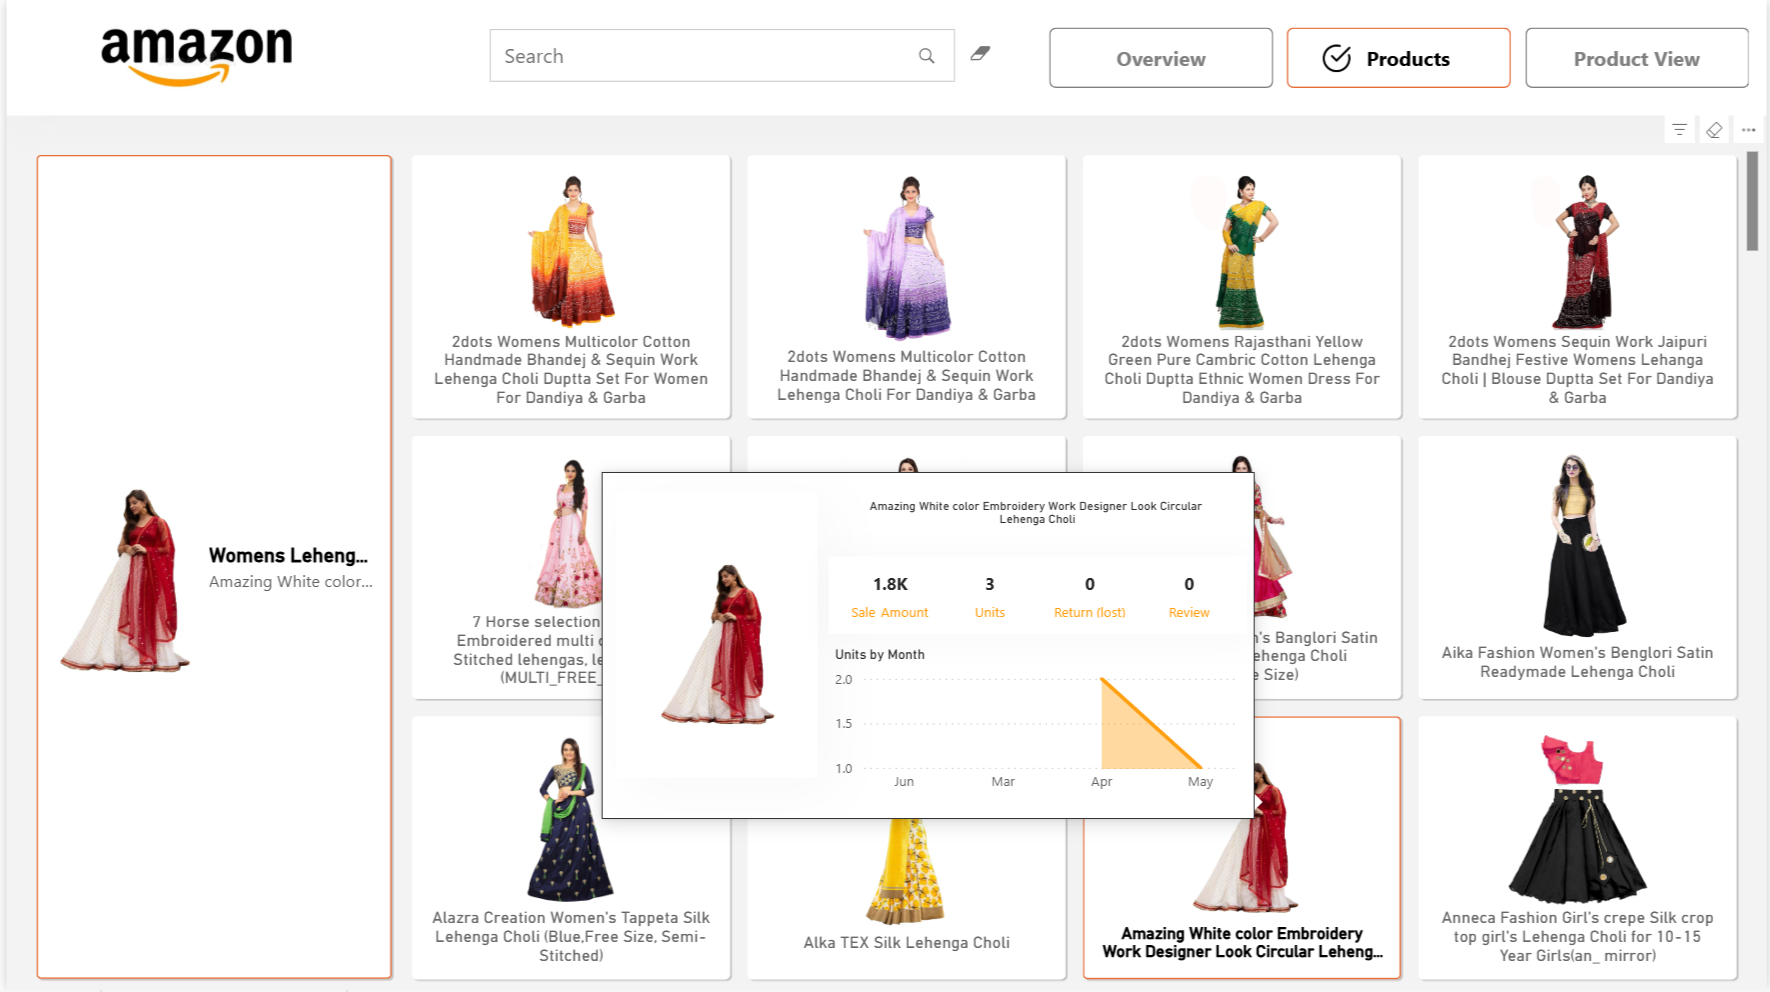 amazon
Search
Overview
Products
Product View
Womens Leheng...
Amazing White color...
2dots Womens Multicolor Cotton
Handmade Bhandej & Sequin Work
Lehenga Choli Duptta Set For Women
For Dandiya & Garba
2dots Womens Multicolor Cotton
Handmade Bhandej & Sequin Work
Lehenga Choli For Dandiya & Garba
2dots Womens Rajasthani Yellow
Green Pure Cambric Cotton Lehenga
Choli Duptta Ethnic Women Dress For
Dandiya & Garba
2dots Womens Sequin Work Jaipuri
Bandhej Festive Womens Lehanga
Choli | Blouse Duptta Set For Dandiya
& Garba
7 Horse selection
Embroidered multi
Stitched lehengas, le
(MULTI_FREE_
Amazing White color Embroidery Work Designer Look Circular
Lehenga Choli
1.8K
Sale Amount
3
Units
0
Return (lost)
0
Review
Units by Month
2.0
1.5
1.0
Jun
Mar
Apr
May
's Banglori Satin
ehenga Choli
Size)
Aika Fashion Women's Benglori Satin
Readymade Lehenga Choli
Alazra Creation Women's Tappeta Silk
Lehenga Choli (Blue,Free Size, Semi-
Stitched)
Alka TEX Silk Lehenga Choli
Amazing White color Embroidery
Work Designer Look Circular Leheng...
Anneca Fashion Girl's crepe Silk crop
top girl's Lehenga Choli for 10-15
Year Girls(an_ mirror)